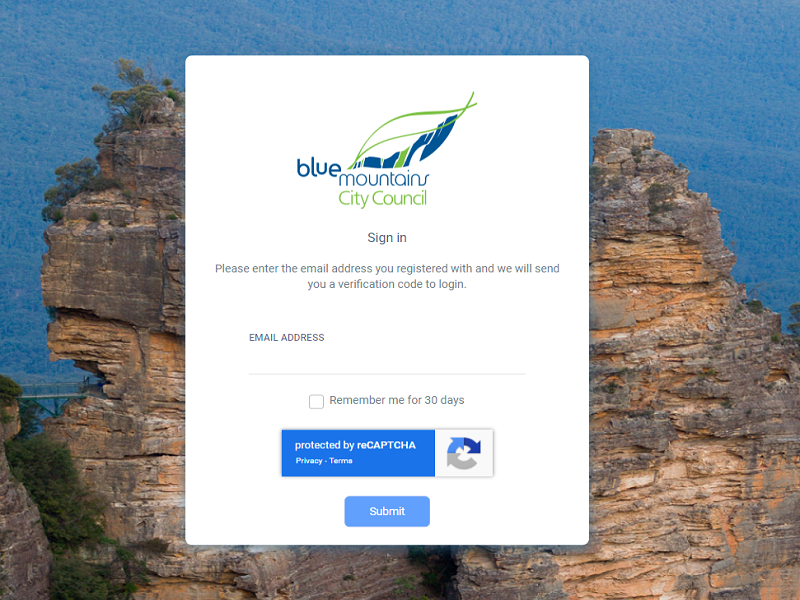 blue
mountains
City Council
Sign in
Please enter the email address you registered with and we will send
you a verification code to login.
EMAIL ADDRESS
Remember me for 30 days
protected by reCAPTCHA
Privacy - Terms
Submit